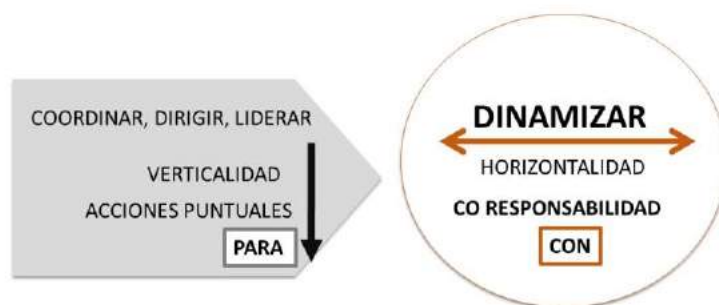 COORDINAR, DIRIGIR, LIDERAR
VERTICALIDAD
ACCIONES PUNTUALES
PARA
DINAMIZAR
HORIZONTALIDAD
CO RESPONSABILIDAD
CON